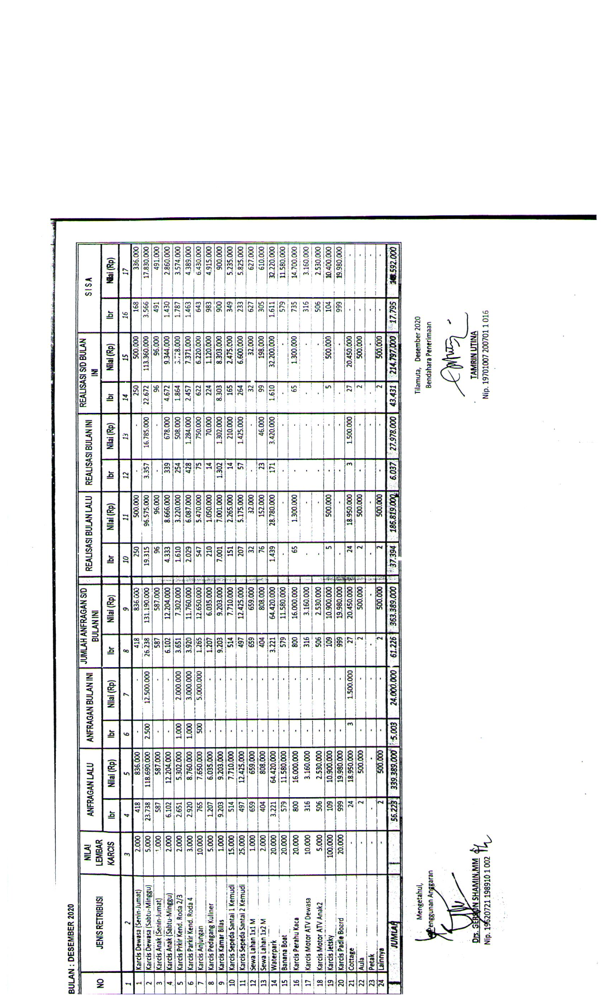 BULAN : DESEMBER 2020
NO JENIS RETRIBUSI NILAI LEMBAR KARCIS ANFRAGAN LALU ANFRAGAN BULAN INI JUMLAH ANFRAGAN S/D BULAN INI REALISASI BULAN LALU REALISASI BULAN INI REALISASI S/D BULAN INI S I S A
lbr Nilai (Rp) lbr Nilai (Rp) lbr Nilai (Rp) lbr Nilai (Rp) lbr Nilai (Rp) lbr Nilai (Rp) lbr Nilai (Rp)
1 2 3 4 5 6 7 8 9 10 11 12 13 14 15 16 17
1 Karcis Dewasa (Senin-Jumat) 2.000 418 836.000 - - 418 836.000 250 500.000 - - 250 500.000 168 336.000
2 Karcis Dewasa (Sabtu-Minggu) 5.000 23.738 118.690.000 2.500 12.500.000 26.238 131.190.000 19.315 96.575.000 3.357 16.785.000 22.672 113.360.000 3.566 17.830.000
3 Karcis Anak (Senin-Jumat) 1.000 587 587.000 - - 587 587.000 96 96.000 - - 96 96.000 491 491.000
4 Karcis Anak (Sabtu-Minggu) 2.000 6.102 12.204.000 - - 6.102 12.204.000 4.333 8.666.000 339 678.000 4.672 9.344.000 1.430 2.860.000
5 Karcis Prkir Kend. Roda 2/3 2.000 2.651 5.302.000 1.000 2.000.000 3.651 7.302.000 1.610 3.220.000 254 508.000 1.864 3.728.000 1.787 3.574.000
6 Karcis Parkir Kend. Roda 4 3.000 2.920 8.760.000 1.000 3.000.000 3.920 11.760.000 2.029 6.087.000 428 1.284.000 2.457 7.371.000 1.463 4.389.000
7 Karcis Anjungan 10.000 765 7.650.000 500 5.000.000 1.265 12.650.000 547 5.470.000 75 750.000 622 6.220.000 643 6.430.000
8 Karcis Pedagang Kuliner 5.000 1.207 6.035.000 - - 1.207 6.035.000 210 1.050.000 14 70.000 224 1.120.000 983 4.915.000
9 Karcis Kamar Bilas 1.000 9.203 9.203.000 - - 9.203 9.203.000 7.001 7.001.000 1.302 1.302.000 8.303 8.303.000 900 900.000
10 Karcis Sepeda Santai 1 Kemudi 15.000 514 7.710.000 - - 514 7.710.000 151 2.265.000 14 210.000 165 2.475.000 349 5.235.000
11 Karcis Sepeda Santai 2 Kemudi 25.000 497 12.425.000 - - 497 12.425.000 207 5.175.000 57 1.425.000 264 6.600.000 233 5.825.000
12 Sewa Lahan 1x1 M 1.000 659 659.000 - - 659 659.000 32 32.000 - - 32 32.000 627 627.000
13 Sewa Lahan 1x2 M 2.000 404 808.000 - - 404 808.000 76 152.000 23 46.000 99 198.000 305 610.000
14 Waterpark 20.000 3.221 64.420.000 - - 3.221 64.420.000 1.439 28.780.000 171 3.420.000 1.610 32.200.000 1.611 32.220.000
15 Banana Boat 20.000 579 11.580.000 - - 579 11.580.000 - - - - - - 579 11.580.000
16 Karcis Perahu Kaca 20.000 800 16.000.000 - - 800 16.000.000 65 1.300.000 - - 65 1.300.000 735 14.700.000
17 Karcis Motor ATV Dewasa 10.000 316 3.160.000 - - 316 3.160.000 - - - - - - 316 3.160.000
18 Karcis Motor ATV Anak2 5.000 506 2.530.000 - - 506 2.530.000 - - - - - - 506 2.530.000
19 Karcis Jetsky 100.000 109 10.900.000 - - 109 10.900.000 5 500.000 - - 5 500.000 104 10.400.000
20 Karcis Padle Board 20.000 999 19.980.000 - - 999 19.980.000 - - - - - - 999 19.980.000
21 Cottage - 24 18.950.000 3 1.500.000 27 20.450.000 24 18.950.000 3 1.500.000 27 20.450.000 - -
22 Aula - 2 500.000 - - 2 500.000 2 500.000 - - 2 500.000 - -
23 Petak - - - - - - - - - - - - - - -
24 Lainnya - 2 500.000 - - 2 500.000 2 500.000 - - 2 500.000 - -
JUMLAH 56.223 339.389.000 5.003 24.000.000 61.226 363.389.000 37.394 186.819.000 6.037 27.978.000 43.431 214.797.000 17.795
Mengetahui,
Penggunan Anggaran
Drs. GERSON SHAMIN,MM
Nip. 19620721 198910 1 002
Tilamuta, Desember 2020
Bendahara Penerimaan
TAMRIN UTINA
Nip. 19701007 200701 1 016